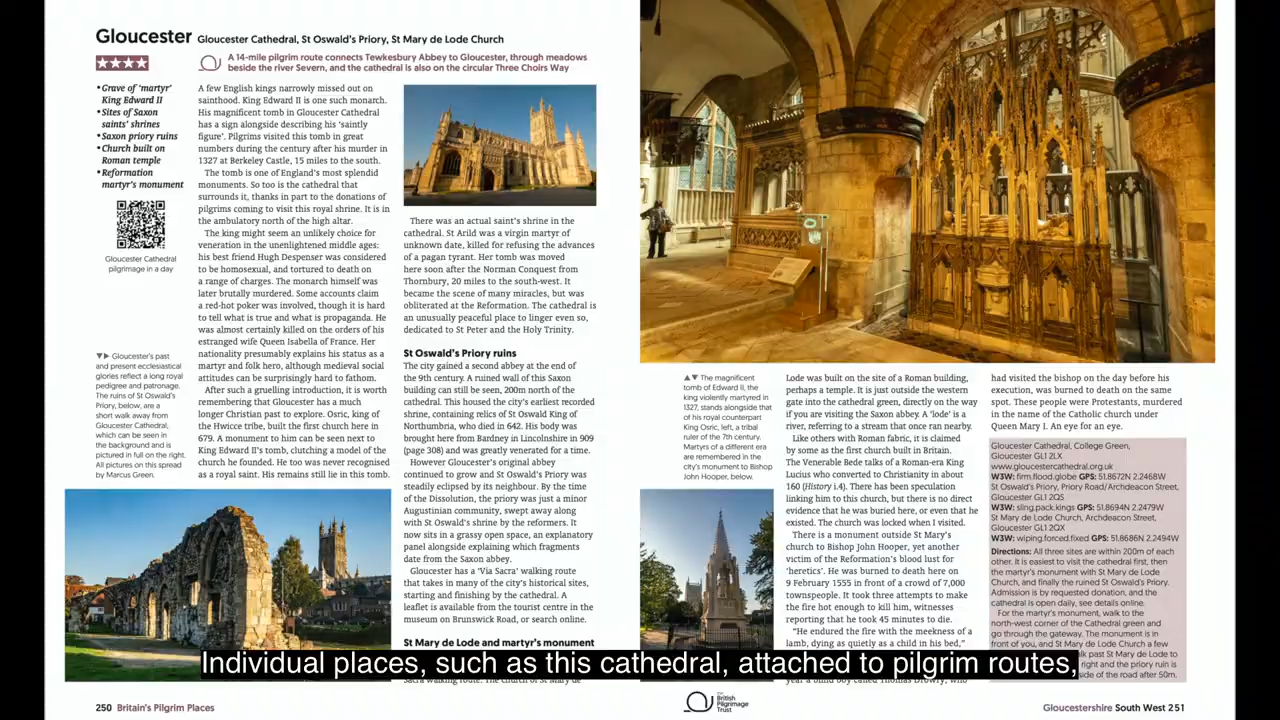 Gloucester Gloucester Cathedral, St Oswald's Priory, St Mary de Lode Church
A 14-mile pilgrim route connects Tewkesbury Abbey to Gloucester, through meadows
beside the river Severn, and the cathedral is also on the circular Three Choirs Way
• Grave of 'martyr'
King Edward II
• Sites of Saxon
saints' shrines
• Saxon priory ruins
• Church built on
Roman temple
• Reformation
martyr's monument
Gloucester Cathedral
pilgrimage in a day
▼▶ Gloucester's past
and present ecclesiastical
glories reflect a long royal
pedigree and patronage.
The ruins of St Oswald's
Priory, below, are a
short walk away from
Gloucester Cathedral,
which can be seen in
the background and is
pictured in full on the right.
All pictures on this spread
by Marcus Green.
A few English kings narrowly missed out on
sainthood. King Edward II is one such monarch.
His magnificent tomb in Gloucester Cathedral
has a sign alongside describing his 'saintly
figure'. Pilgrims visited this tomb in great
numbers during the century after his murder in
1327 at Berkeley Castle, 15 miles to the south.
The tomb is one of England's most splendid
monuments. So too is the cathedral that
surrounds it, thanks in part to the donations of
pilgrims coming to visit this royal shrine. It is in
the ambulatory north of the high altar.
The king might seem an unlikely choice for
veneration in the unenlightened middle ages:
his best friend Hugh Despenser was considered
to be homosexual, and tortured to death on
a range of charges. The monarch himself was
later brutally murdered. Some accounts claim
a red-hot poker was involved, though it is hard
to tell what is true and what is propaganda. He
was almost certainly killed on the orders of his
estranged wife Queen Isabella of France. Her
nationality presumably explains his status as a
martyr and folk hero, although medieval social
attitudes can be surprisingly hard to fathom.
After such a gruelling introduction, it is worth
remembering that Gloucester has a much
longer Christian past to explore. Osric, king of
the Hwicce tribe, built the first church here in
679. A monument to him can be seen next to
King Edward II's tomb, clutching a model of the
church he founded. He too was never recognised
as a royal saint. His remains still lie in this tomb.
There was an actual saint's shrine in the
cathedral. St Arild was a virgin martyr of
unknown date, killed for refusing the advances
of a pagan tyrant. Her tomb was moved
here soon after the Norman Conquest from
Thornbury, 20 miles to the south-west. It
became the scene of many miracles, but was
obliterated at the Reformation. The cathedral is
an unusually peaceful place to linger even so,
dedicated to St Peter and the Holy Trinity.
St Oswald's Priory ruins
The city gained a second abbey at the end of
the 9th century. A ruined wall of this Saxon
building can still be seen, 200m north of the
cathedral. This housed the city's earliest recorded
shrine, containing relics of St Oswald King of
Northumbria, who died in 642. His body was
brought here from Bardney in Lincolnshire in 909
(page 308) and was greatly venerated for a time.
However Gloucester's original abbey
continued to grow and St Oswald's Priory was
steadily eclipsed by its neighbour. By the time
of the Dissolution, the priory was just a minor
Augustinian community, swept away along
with St Oswald's shrine by the reformers. It
now sits in a grassy open space, an explanatory
panel alongside explaining which fragments
date from the Saxon abbey.
Gloucester has a 'Via Sacra' walking route
that takes in many of the city's historical sites,
starting and finishing by the cathedral. A
leaflet is available from the tourist centre in the
museum on Brunswick Road, or search online.
St Mary de Lode and martyr's monument
Sacra walking route. The church of St Mary de
250 Britain's Pilgrim Places
▲▼ The magnificent
tomb of Edward II, the
king violently martyred in
1327, stands alongside that
of his royal counterpart
King Osric, left, a tribal
ruler of the 7th century.
Martyrs of a different era
are remembered in the
city's monument to Bishop
John Hooper, below.
Lode was built on the site of a Roman building,
perhaps a temple. It is just outside the western
gate into the cathedral green, directly on the way
if you are visiting the Saxon abbey. A 'lode' is a
river, referring to a stream that once ran nearby.
Like others with Roman fabric, it is claimed
by some as the first church built in Britain.
The Venerable Bede talks of a Roman-era King
Lucius who converted to Christianity in about
160 (History i.4). There has been speculation
linking him to this church, but there is no direct
evidence that he was buried here, or even that he
existed. The church was locked when I visited.
There is a monument outside St Mary's
church to Bishop John Hooper, yet another
victim of the Reformation's blood lust for
'heretics'. He was burned to death here on
9 February 1555 in front of a crowd of 7,000
townspeople. It took three attempts to make
the fire hot enough to kill him, witnesses
reporting that he took 45 minutes to die.
"He endured the fire with the meekness of a
lamb, dying as quietly as a child in his bed,"
year a blind boy called Thomas Drowry, who
had visited the bishop on the day before his
execution, was burned to death on the same
spot. These people were Protestants, murdered
in the name of the Catholic church under
Queen Mary I. An eye for an eye.
Gloucester Cathedral, College Green,
Gloucester GL1 2LX
www.gloucestercathedral.org.uk
W3W: firm.flood.globe GPS: 51.8672N 2.2468W
St Oswald's Priory, Priory Road/Archdeacon Street,
Gloucester GL1 2QS
W3W: sling.pack.kings GPS: 51.8694N 2.2479W
St Mary de Lode Church, Archdeacon Street,
Gloucester GL1 2QX
W3W: wiping.forced.fixed GPS: 51.8686N 2.2494W
Directions: All three sites are within 200m of each
other. It is easiest to visit the cathedral first, then
the martyr's monument with St Mary de Lode
Church, and finally the ruined St Oswald's Priory.
Admission is by requested donation, and the
cathedral is open daily, see details online.
For the martyr's monument, walk to the
north-west corner of the Cathedral green and
go through the gateway. The monument is in
front of you, and St Mary de Lode Church a few
past St Mary de Lode to
right and the priory ruin is
side of the road after 50m.
The British Pilgrimage Trust
Gloucestershire South West 251
Individual places, such as this cathedral, attached to pilgrim routes,